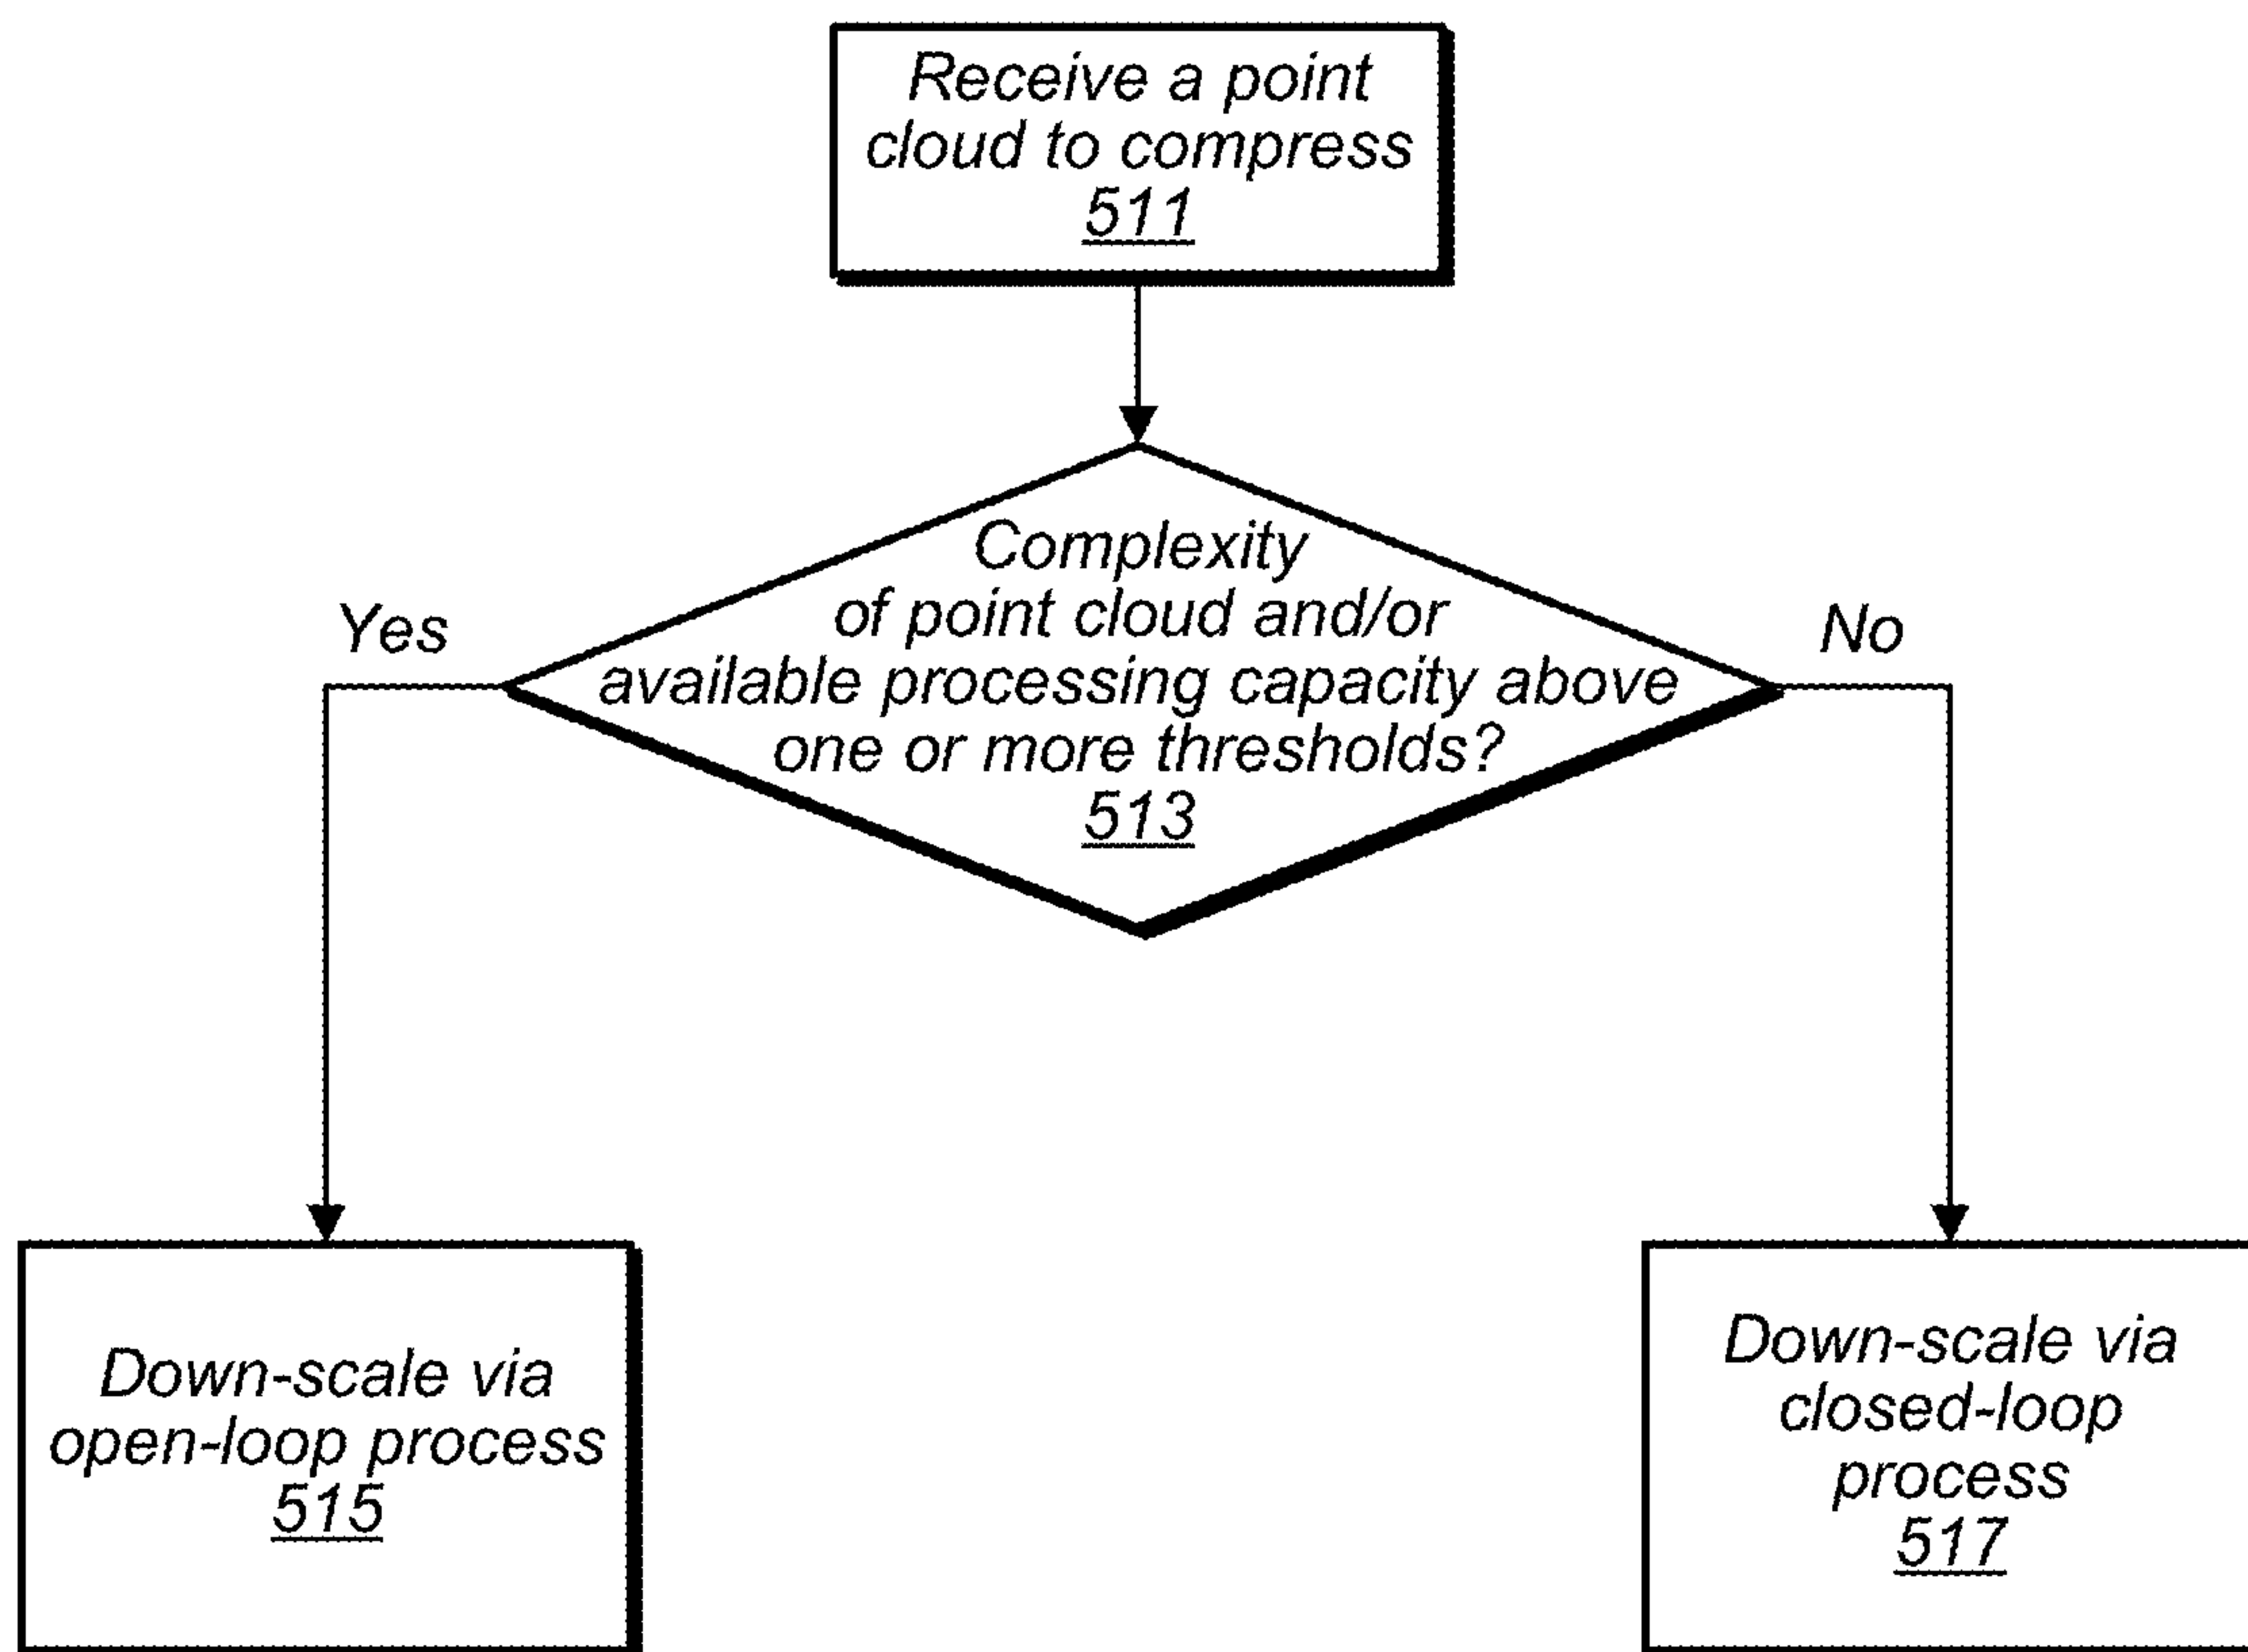 Receive a point
cloud to compress
511
Complexity
of point cloud and/or
available processing capacity above
one or more thresholds?
513
Yes
No
Down-scale via
open-loop process
515
Down-scale via
closed-loop
process
517